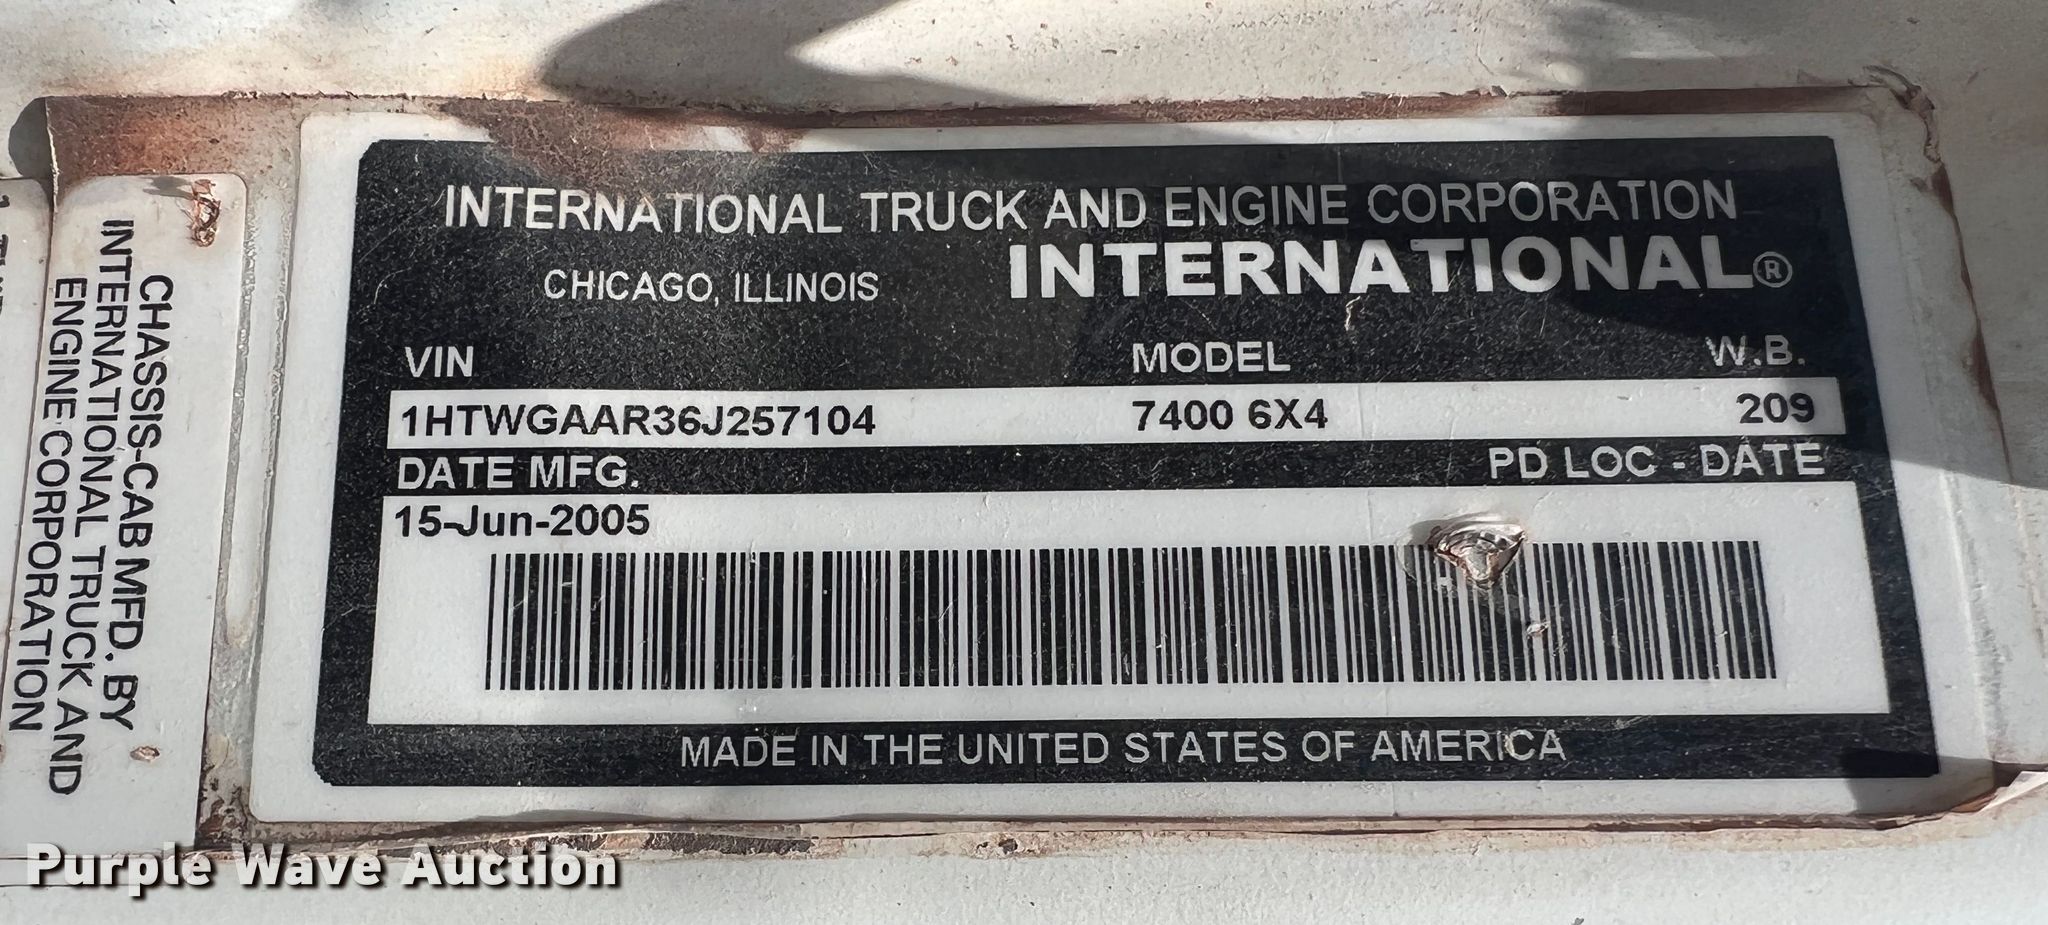 INTERNATIONAL TRUCK AND ENGINE CORPORATION
CHICAGO, ILLINOIS
INTERNATIONAL®
VIN MODEL W.B.
1HTWGAAR36J257104 7400 6X4 209
DATE MFG. PD LOC - DATE
15-Jun-2005
MADE IN THE UNITED STATES OF AMERICA
CHASSIS-CAB MFD. BY
INTERNATIONAL TRUCK AND
ENGINE CORPORATION
Purple Wave Auction